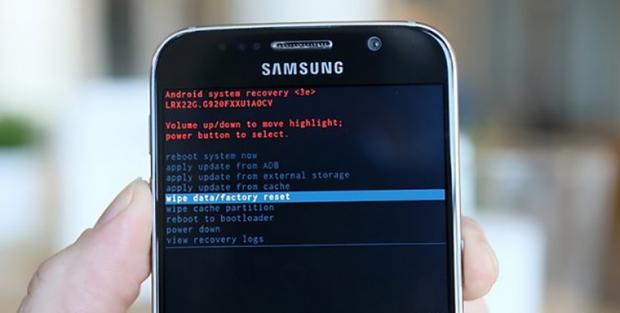 SAMSUNG
Android system recovery <3e>
LRX22G.G920FXXU1AOCV
Volume up/down to move highlight;
power button to select.
reboot system now
apply update from ADB
apply update from external storage
apply update from cache
wipe data/factory reset
wipe cache partition
reboot to bootloader
power down
view recovery logs